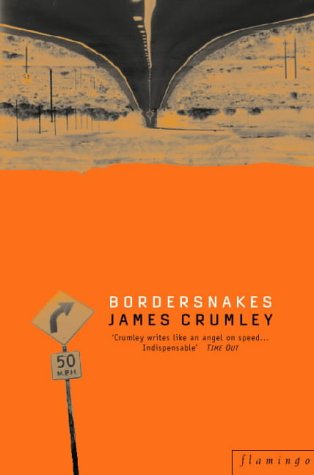 BORDERSNAKES
JAMES CRUMLEY
'Crumley writes like an angel on speed...
Indispensable' TIME OUT
50
M.P.H
flamingo